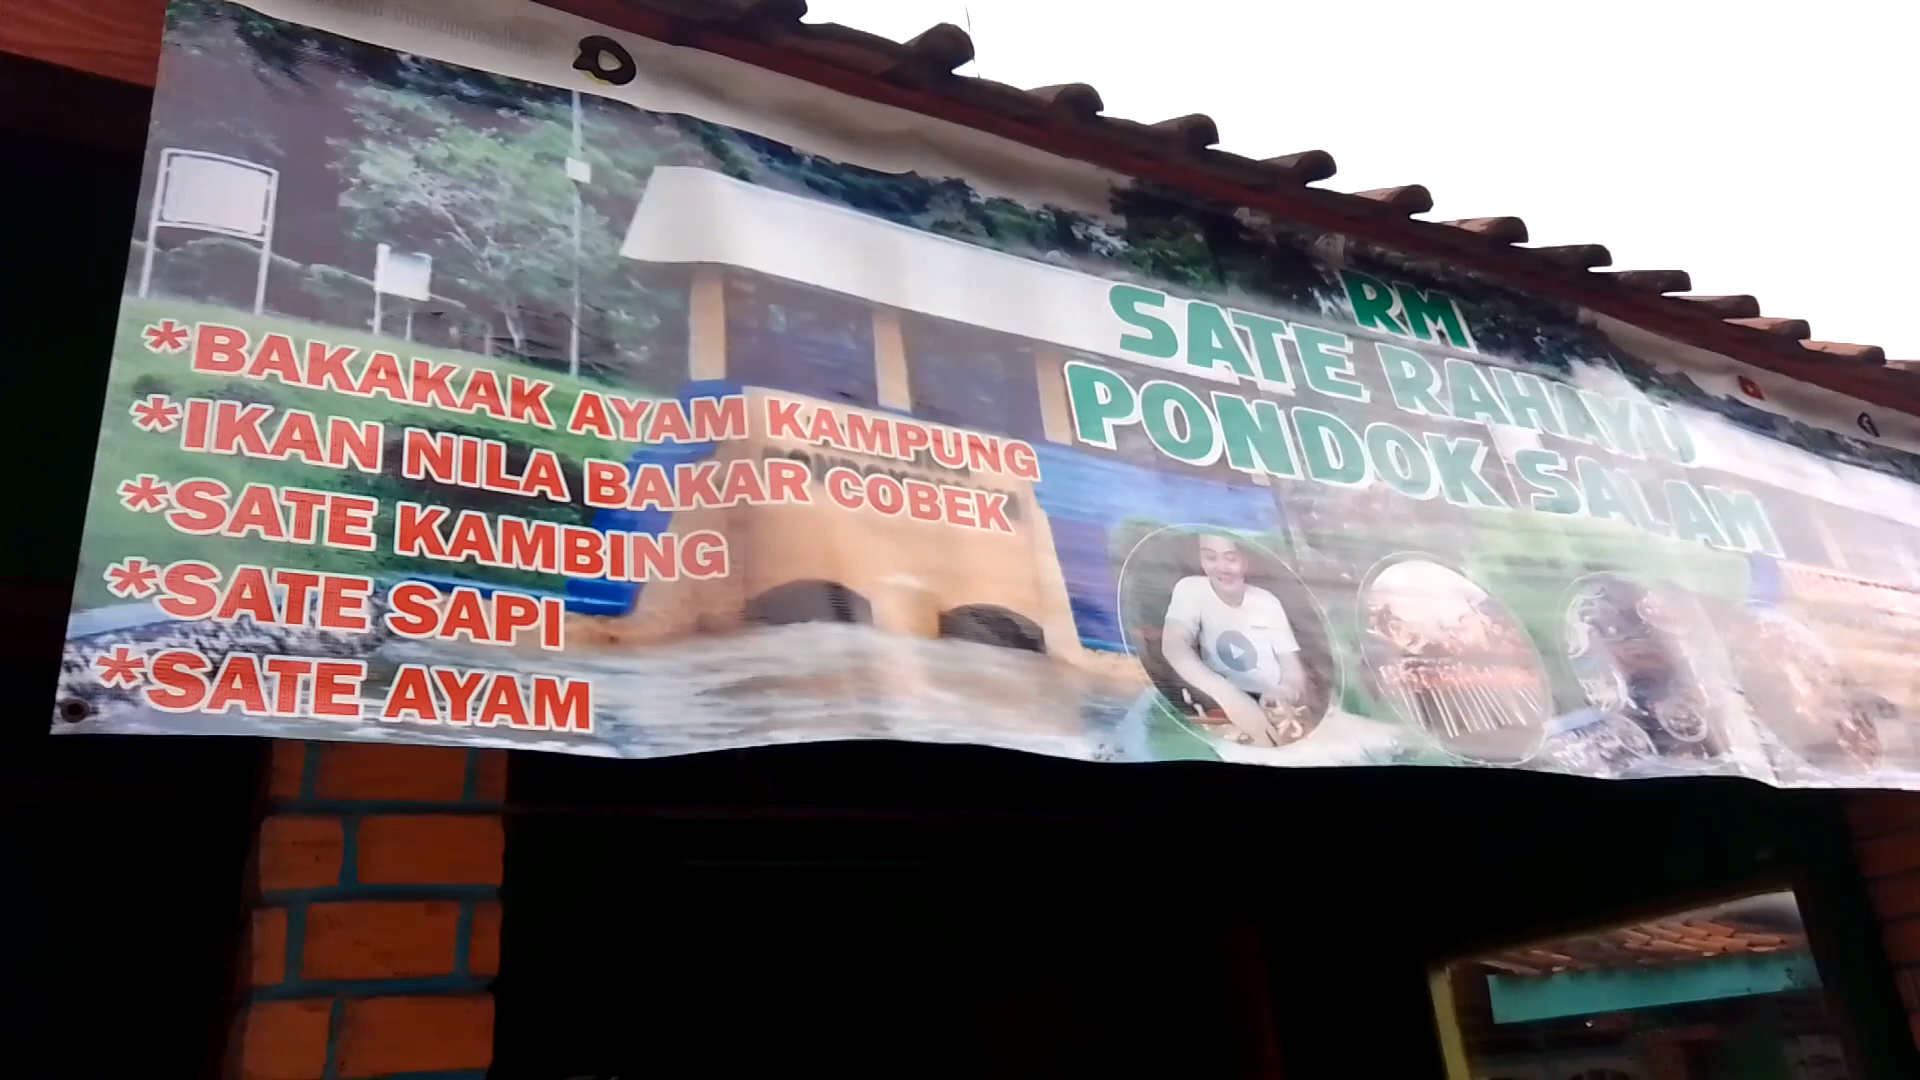 *BAKAKAK AYAM KAMPUNG
*IKAN NILA BAKAR COBEK
*SATE KAMBING
*SATE SAPI
*SATE AYAM
RM
SATE RAHAYU
PONDOK SALAM